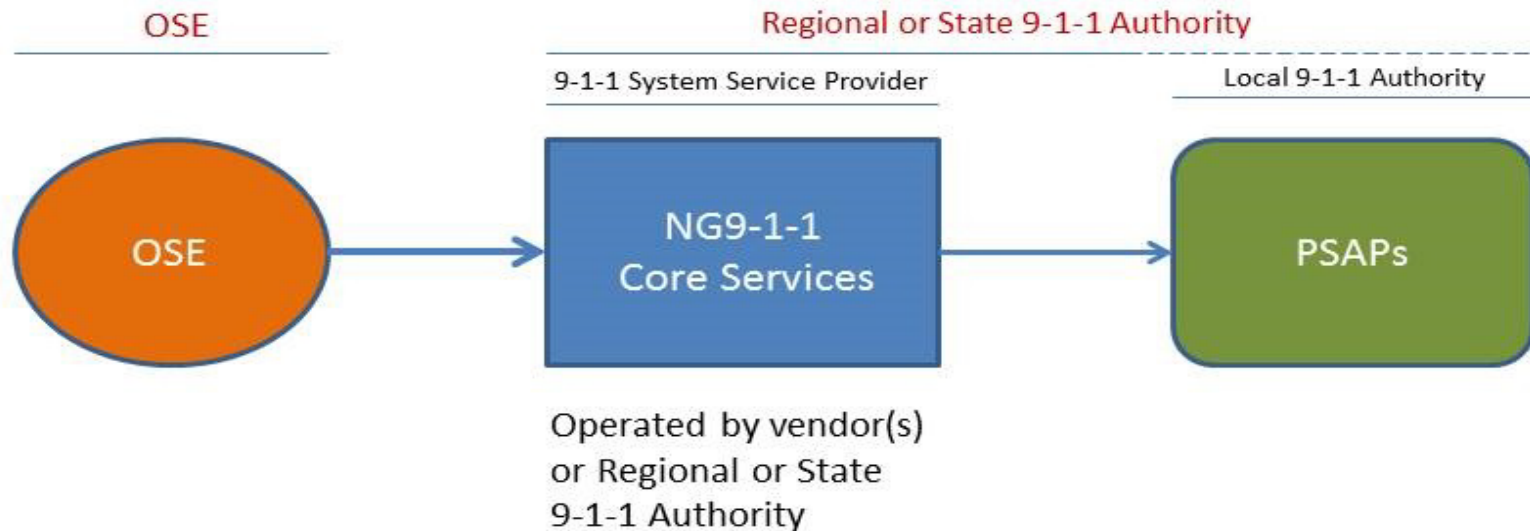 OSE
Regional or State 9-1-1 Authority
9-1-1 System Service Provider
Local 9-1-1 Authority
OSE
NG9-1-1
Core Services
PSAPs
Operated by vendor(s)
or Regional or State
9-1-1 Authority